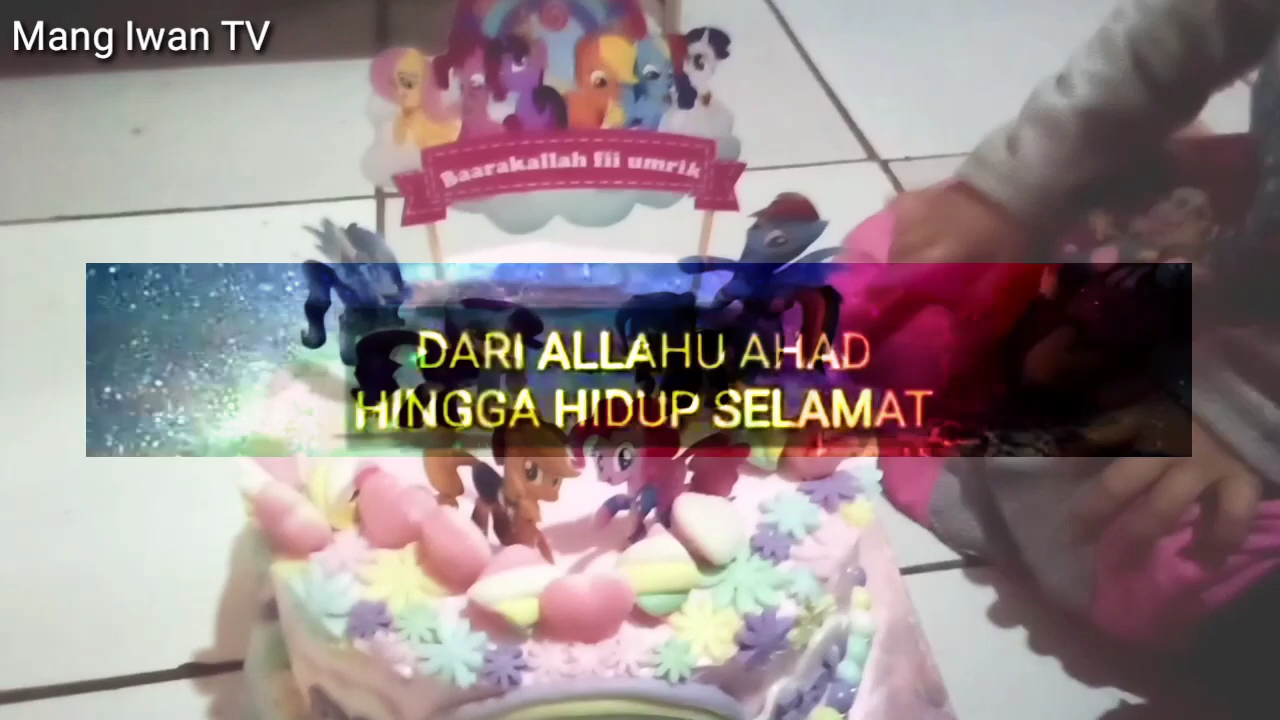 Mang Iwan TV
Baarakallah fii umrik
DARI ALLAHU AHAD
HINGGA HIDUP SELAMAT